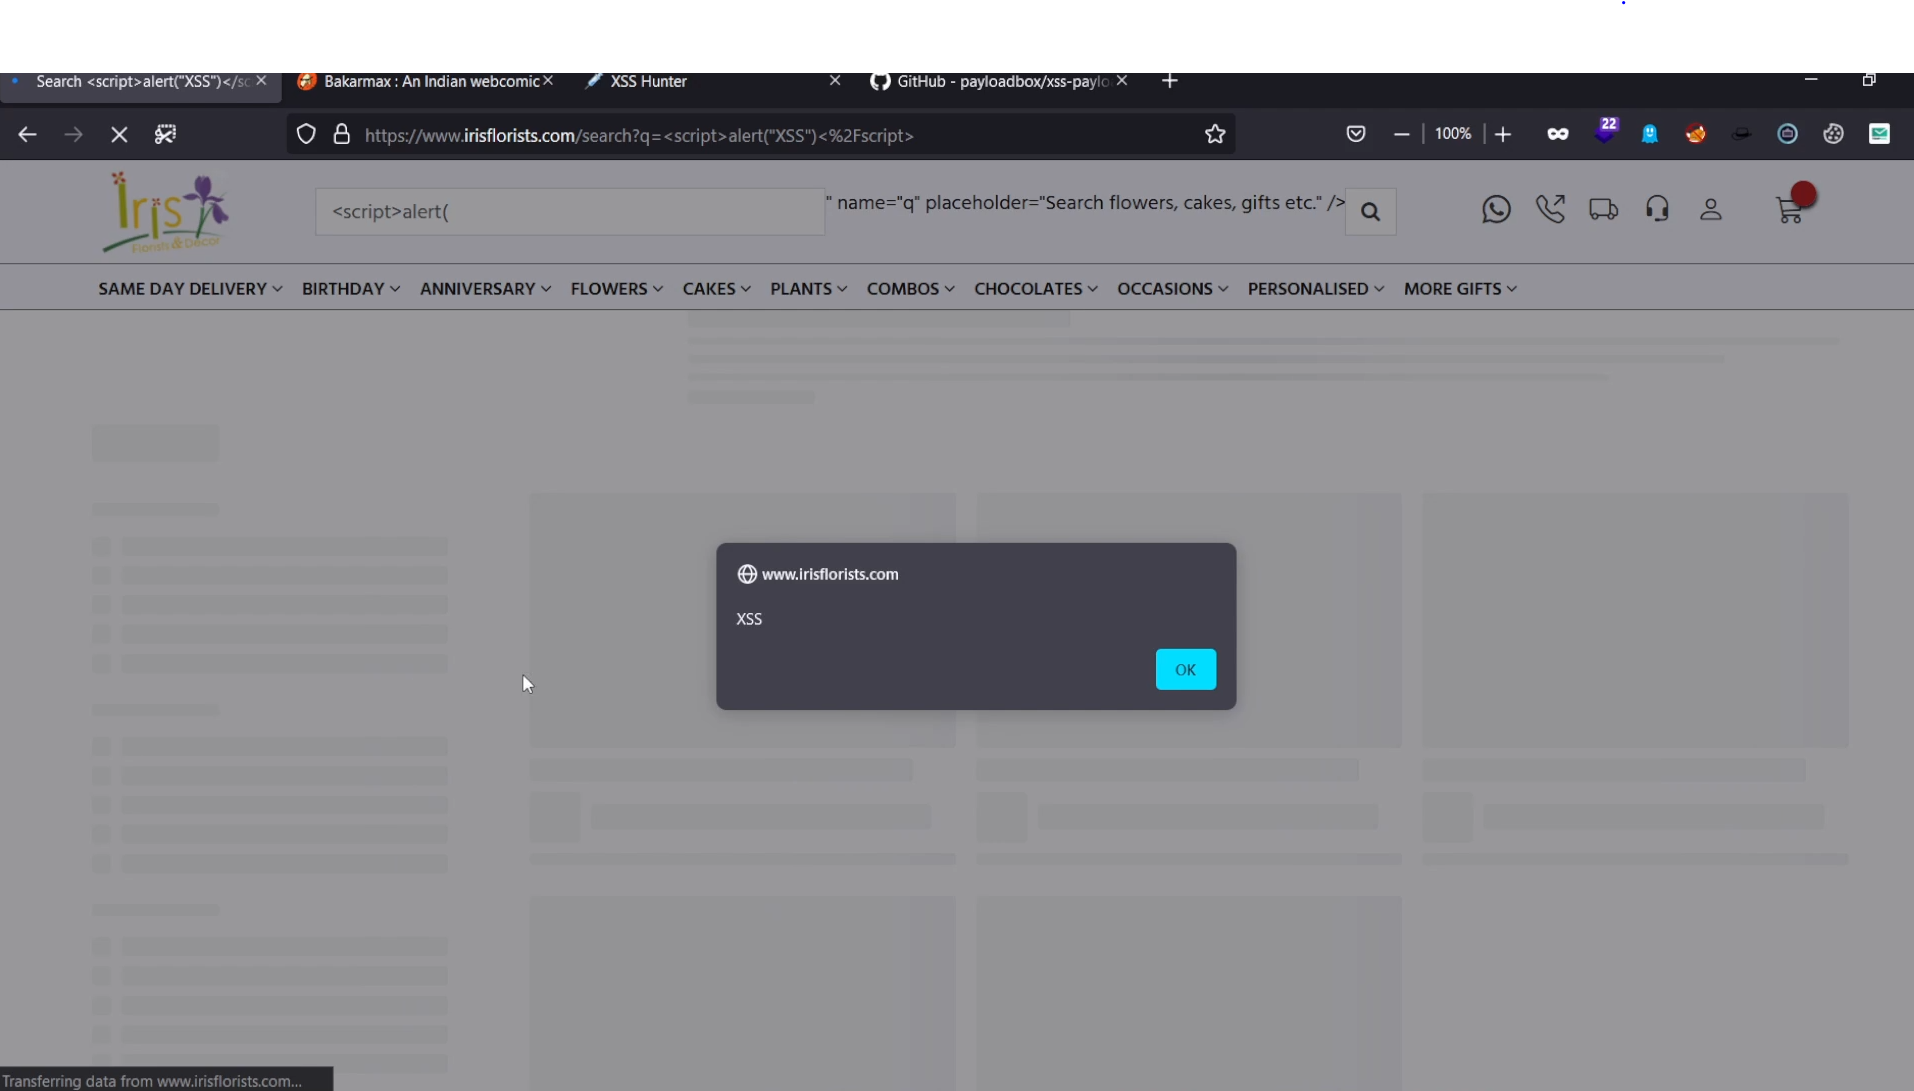 Search <script>alert("XSS")</sc
Bakarmax : An Indian webcomic
XSS Hunter
GitHub - payloadbox/xss-paylo
https://www.irisflorists.com/search?q=<script>alert("XSS")<%2Fscript>
100%
22
Iris
Florists & Decor
<script>alert(
" name="q" placeholder="Search flowers, cakes, gifts etc." />
SAME DAY DELIVERY
BIRTHDAY
ANNIVERSARY
FLOWERS
CAKES
PLANTS
COMBOS
CHOCOLATES
OCCASIONS
PERSONALISED
MORE GIFTS
www.irisflorists.com
XSS
OK
Transferring data from www.irisflorists.com...